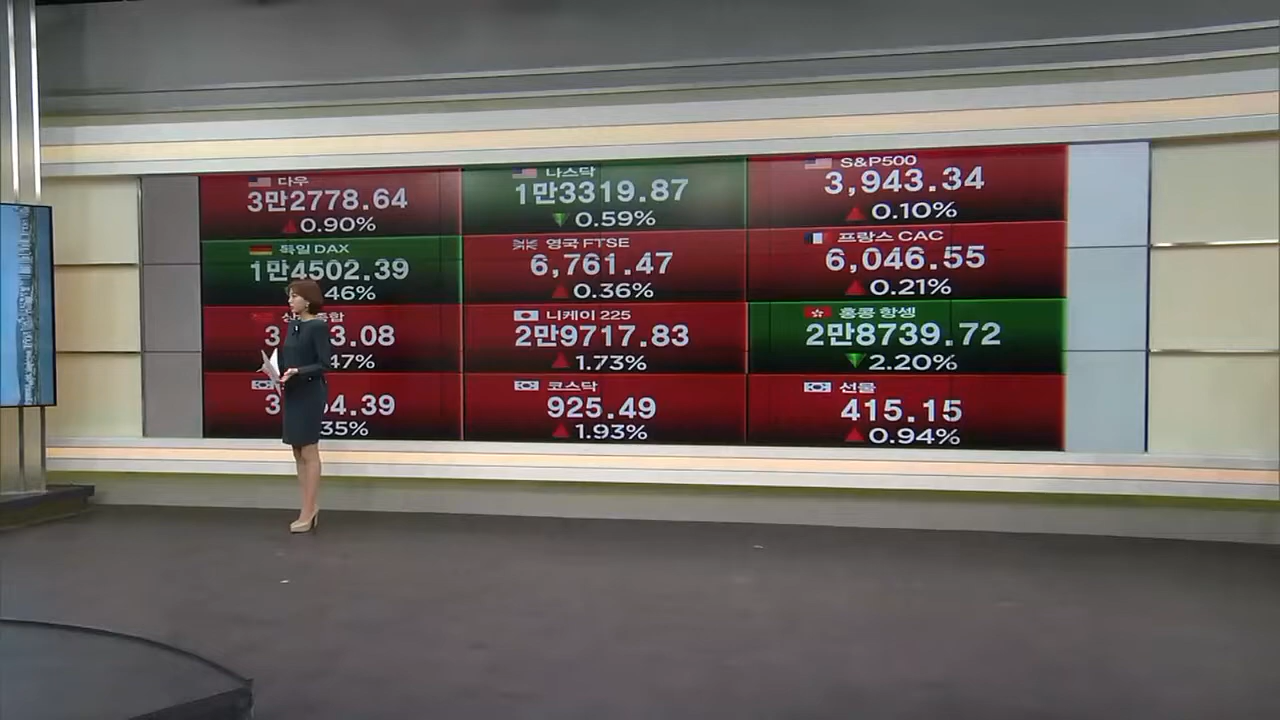 다우
3만2778.64
▲0.90%
나스닥
1만3319.87
▼0.59%
S&P500
3,943.34
▲0.10%
독일 DAX
1만4502.39
46%
영국 FTSE
6,761.47
▲0.36%
프랑스 CAC
6,046.55
▲0.21%
3.08
47%
니케이 225
2만9717.83
▲1.73%
홍콩 항셍
2만8739.72
▼2.20%
4.39
35%
코스닥
925.49
▲1.93%
선물
415.15
▲0.94%